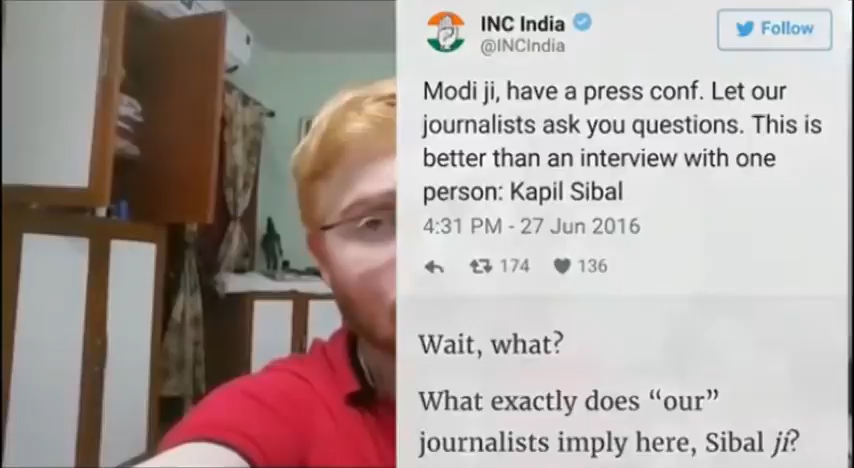 INC India
@INCIndia
Follow
Modi ji, have a press conf. Let our
journalists ask you questions. This is
better than an interview with one
person: Kapil Sibal
4:31 PM - 27 Jun 2016
174 136
Wait, what?
What exactly does “our”
journalists imply here, Sibal ji?